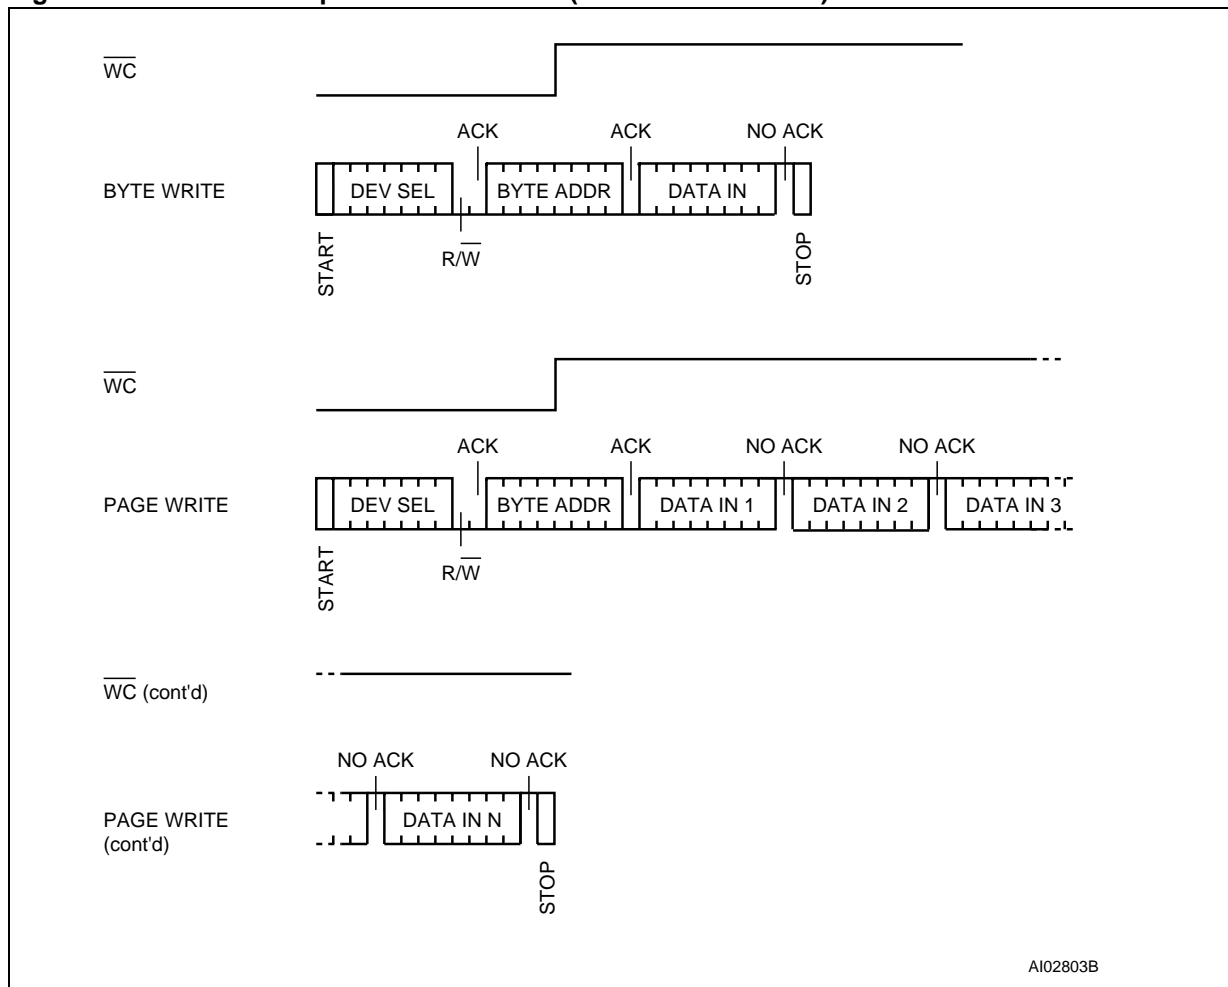 WC
ACK ACK NO ACK
BYTE WRITE DEV SEL BYTE ADDR DATA IN
START R/W STOP
WC
ACK ACK NO ACK NO ACK
PAGE WRITE DEV SEL BYTE ADDR DATA IN 1 DATA IN 2 DATA IN 3
START R/W
WC (cont'd)
NO ACK NO ACK
PAGE WRITE DATA IN N
(cont'd)
STOP
AI02803B